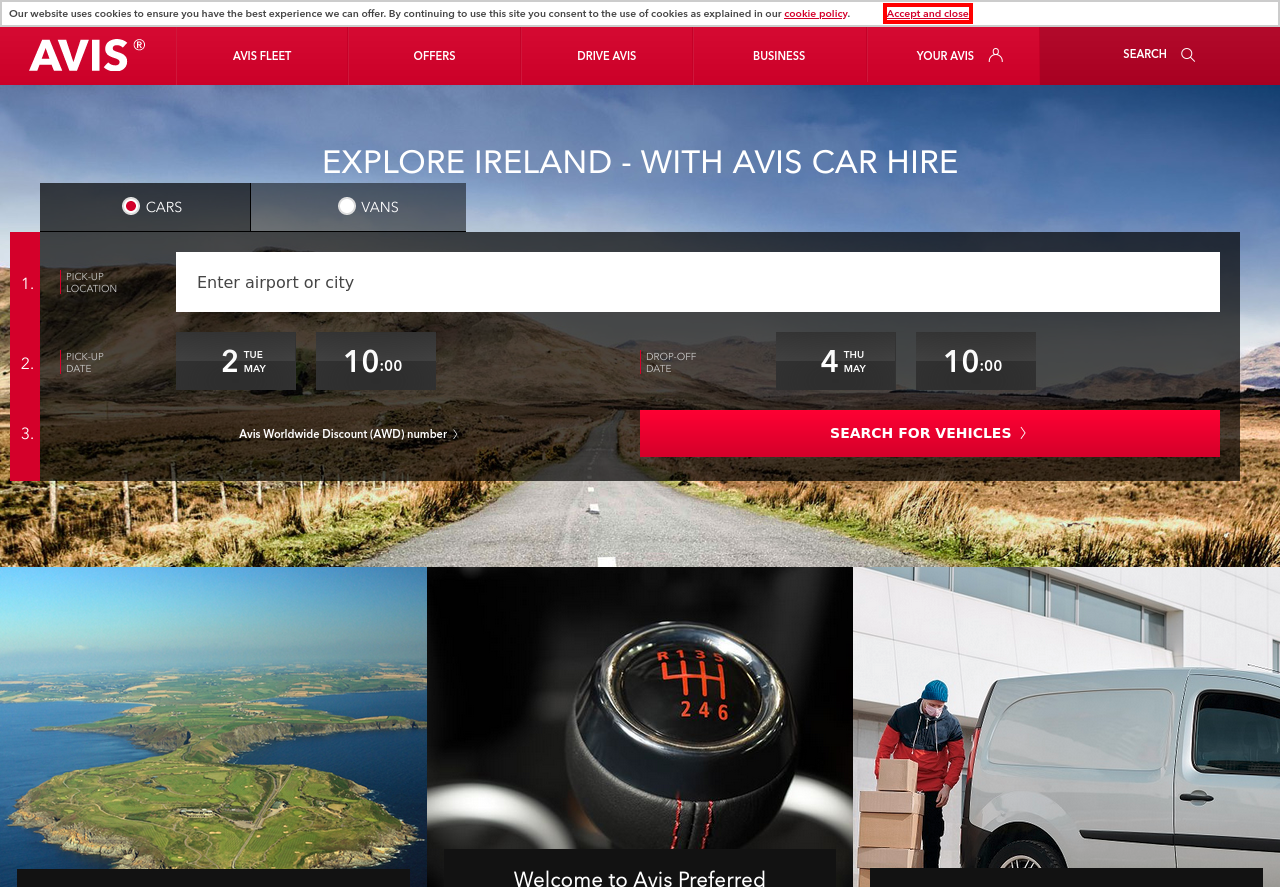 Our website uses cookies to ensure you have the best experience we can offer. By continuing to use this site you consent to the use of cookies as explained in our cookie policy. Accept and close
AVIS ® AVIS FLEET OFFERS DRIVE AVIS BUSINESS YOUR AVIS SEARCH
EXPLORE IRELAND - WITH AVIS CAR HIRE
CARS VANS
1. PICK-UP LOCATION Enter airport or city
2. PICK-UP DATE 2 TUE MAY 10:00 DROP-OFF DATE 4 THU MAY 10:00
3. Avis Worldwide Discount (AWD) number SEARCH FOR VEHICLES
R 1 3 5
2 4 6
Welcome to Avis Preferred